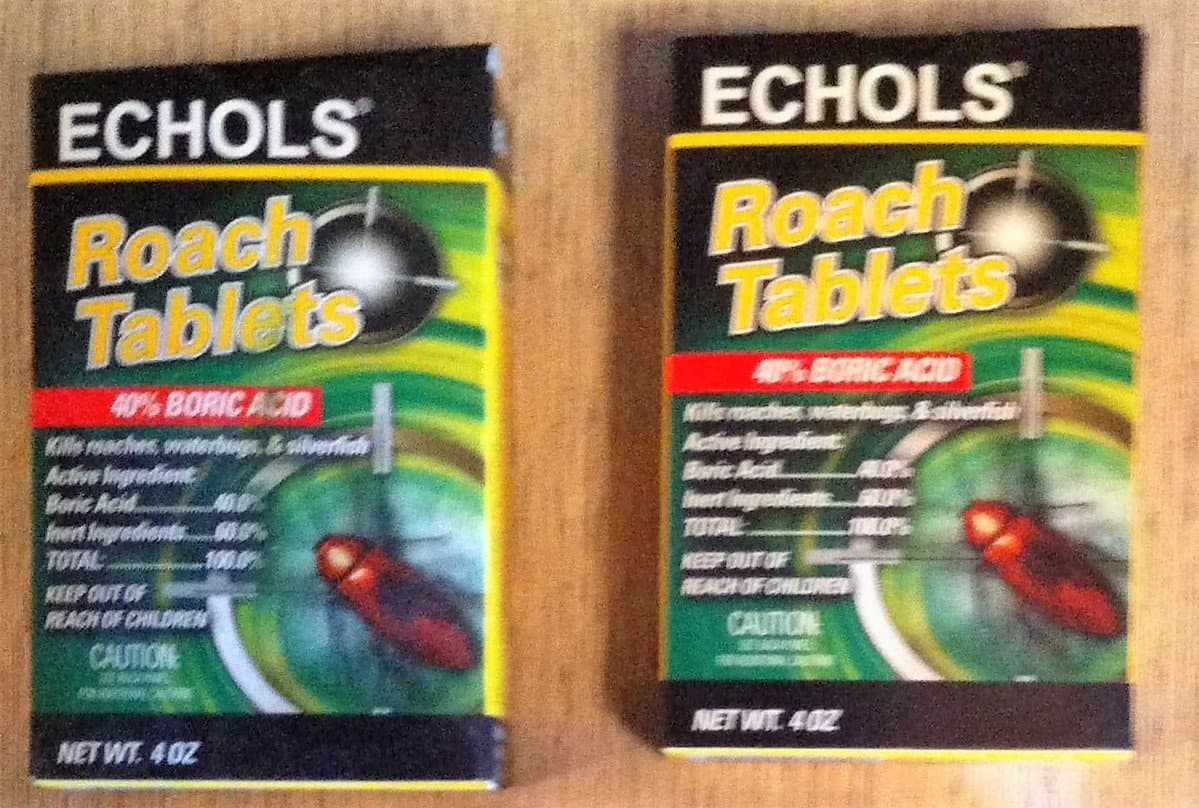 ECHOLS
Roach
Tablets
40% BORIC ACID
Kills roaches, waterbugs, & silverfish
Active Ingredient:
Boric Acid..........40.0%
Inert Ingredients.....60.0%
TOTAL:..........100.0%
KEEP OUT OF
REACH OF CHILDREN
CAUTION:
NET WT. 4 OZ
ECHOLS
Roach
Tablets
40% BORIC ACID
Kills roaches, waterbugs, & silverfish
Active Ingredient:
Boric Acid..........40.0%
Inert Ingredients.....60.0%
TOTAL:..........100.0%
KEEP OUT OF
REACH OF CHILDREN
CAUTION:
NET WT. 4 OZ